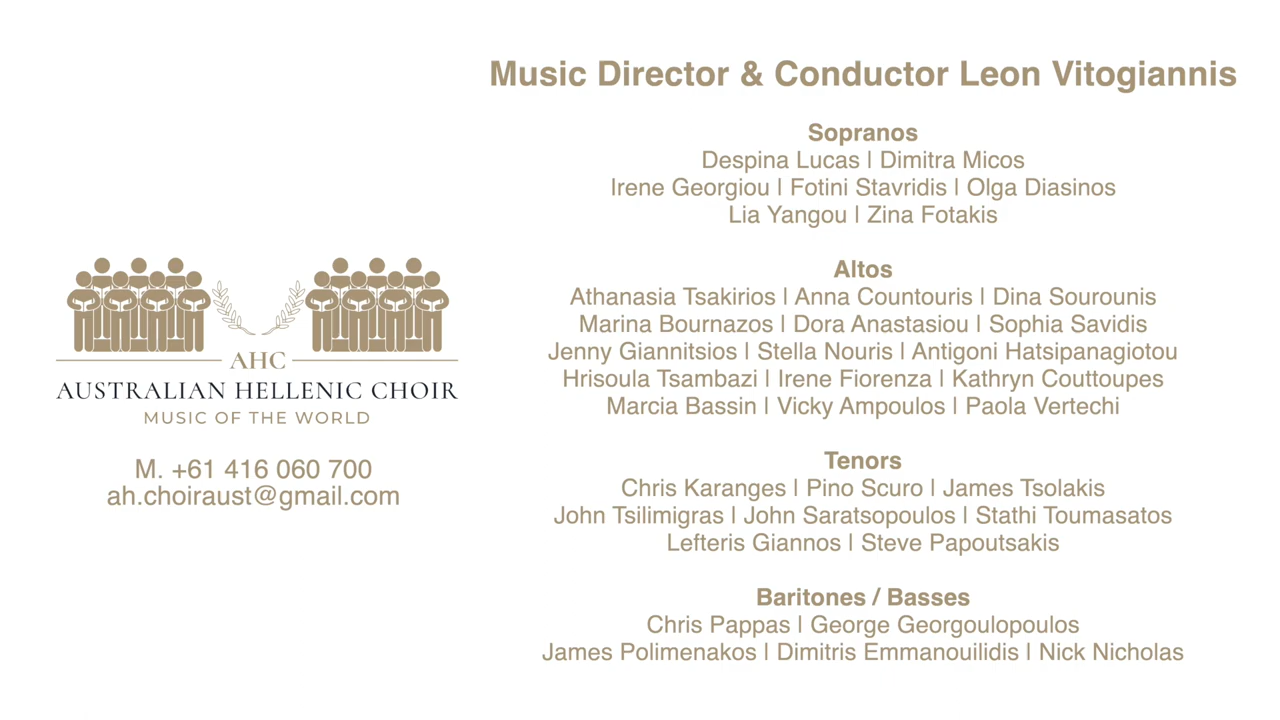 Music Director & Conductor Leon Vitogiannis
Sopranos
Despina Lucas | Dimitra Micos
Irene Georgiou | Fotini Stavridis | Olga Diasinos
Lia Yangou | Zina Fotakis
Altos
Athanasia Tsakirios | Anna Countouris | Dina Sourounis
Marina Bournazos | Dora Anastasiou | Sophia Savidis
Jenny Giannitsios | Stella Nouris | Antigoni Hatsipanagiotou
Hrisoula Tsambazi | Irene Fiorenza | Kathryn Couttoupes
Marcia Bassin | Vicky Ampoulos | Paola Vertechi
Tenors
Chris Karanges | Pino Scuro | James Tsolakis
John Tsilimigras | John Saratsopoulos | Stathi Toumasatos
Lefteris Giannos | Steve Papoutsakis
Baritones / Basses
Chris Pappas | George Georgoulopoulos
James Polimenakos | Dimitris Emmanouilidis | Nick Nicholas
AHC
AUSTRALIAN HELLENIC CHOIR
MUSIC OF THE WORLD
M. +61 416 060 700
ah.choiraust@gmail.com